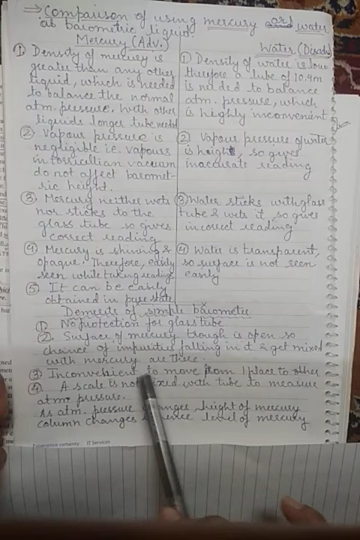 → Comparison of using mercury or water
as barometric liquid
Mercury (Adv.)
① Density of mercury is
greater than any other
liquid, which is needed
to balance the normal
atm. pressure. With other
liquids longer tube
② Vapour pressure is
negligible i.e. vapours
in torricellian vacuum
do not affect baromet-
ric height.
③ Mercury neither wets
nor sticks to the
glass tube so gives
correct reading
④ Mercury is shining &
opaque. Therefore, easily
seen while taking readings
⑤ It can be easily
obtained in pure state
Water
① Density of water is low
therefore a tube of 10.4m
is needed to balance
atm. pressure, which
is highly inconvenient
② Vapour pressure of water
is height, so gives
inaccurate reading
③ Water sticks with glass
tube & wets it, so gives
incorrect reading
④ Water is transparent,
so surface is not seen
easily
Demerits of simple barometer
①. No protection for glass tube
②. Surface of mercury trough is open so
chance of impurities falling in it & get mixed
with mercury are there.
③ Inconvenient to move from 1 place to other
④. A scale is not fixed with tube to measure
atm pressure.
As atm. pressure changes, height of mercury
column changes hence level of mercury